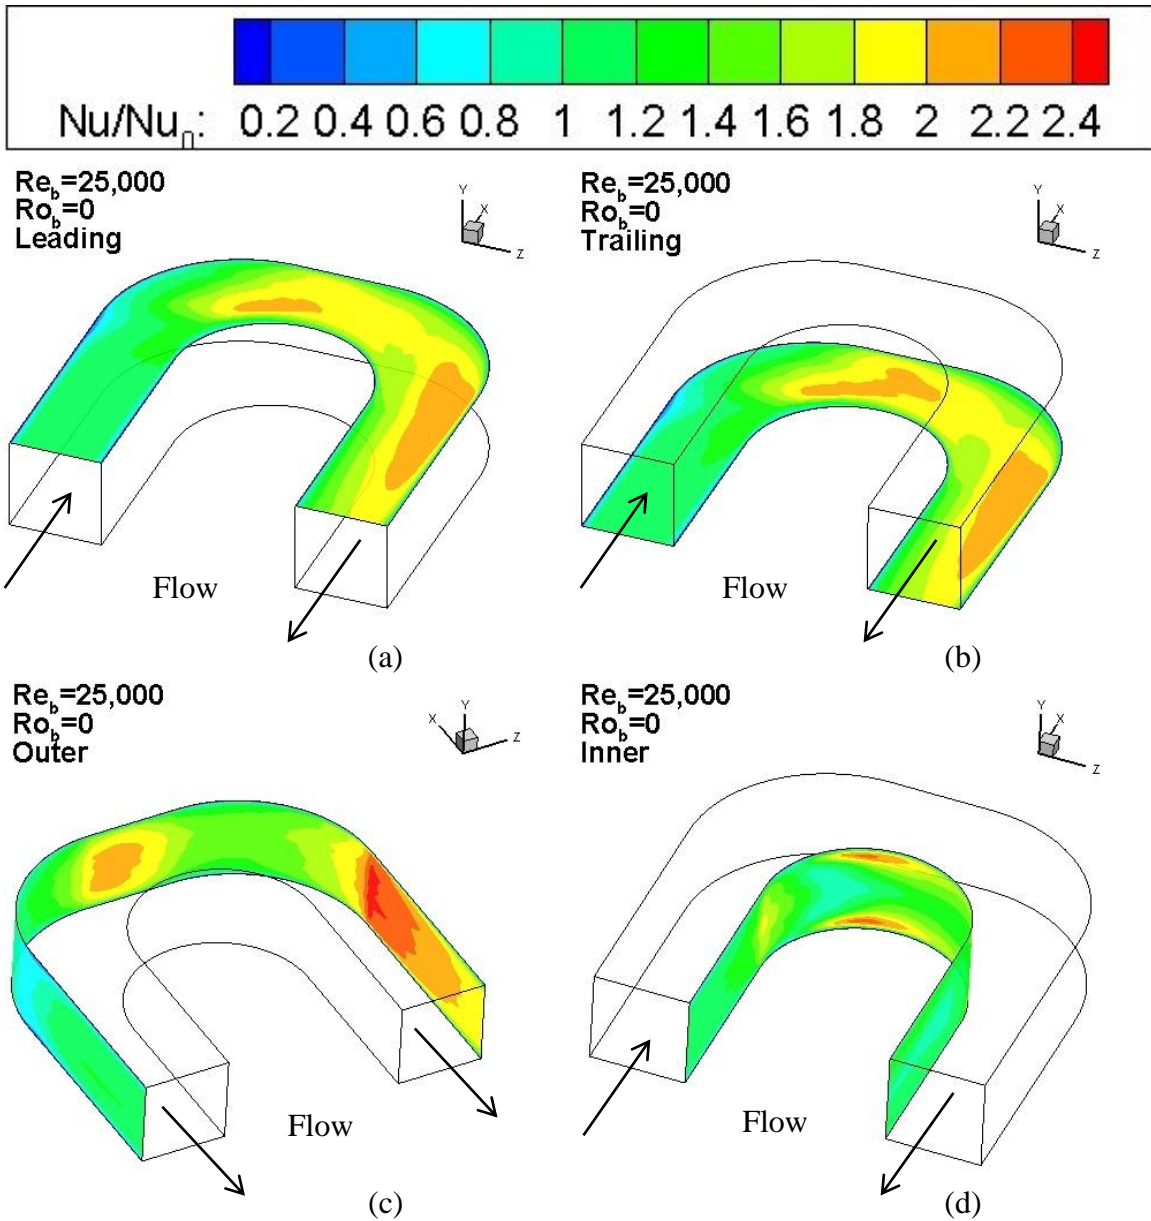 Nu/Nu0: 0.2 0.4 0.6 0.8 1 1.2 1.4 1.6 1.8 2 2.2 2.4
Reb=25,000
Rob=0
Leading
Y
X
Z
Flow
(a)
Reb=25,000
Rob=0
Trailing
Y
X
Z
Flow
(b)
Reb=25,000
Rob=0
Outer
Y
X
Z
Flow
(c)
Reb=25,000
Rob=0
Inner
Y
X
Z
Flow
(d)